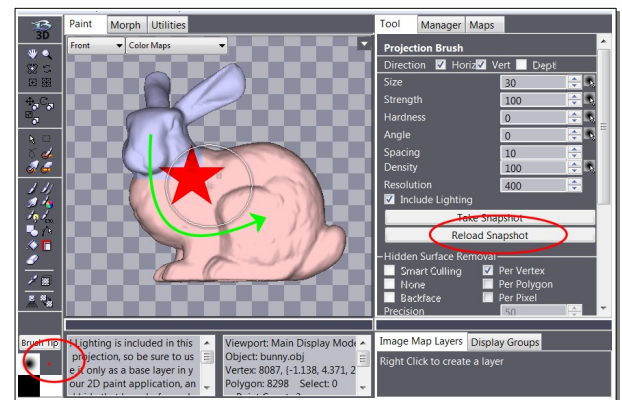 3D
Paint Morph Utilities
Front Color Maps
Tool Manager Maps
Projection Brush
Direction Horiz Vert Dept
Size 30
Strength 100
Hardness 0
Angle 0
Spacing 10
Density 100
Resolution 400
Include Lighting
Take Snapshot
Reload Snapshot
Hidden Surface Removal
Smart Culling Per Vertex
None Per Polygon
Backface Per Pixel
Precision 50
Brush Tip
Lighting is included in this
projection, so be sure to us
e it only as a base layer in y
our 2D paint application, an
Viewport: Main Display Mode
Object: bunny.obj
Vertex: 8087, (-1.138, 4.371, 2
Polygon: 8298 Select: 0
Image Map Layers Display Groups
Right Click to create a layer